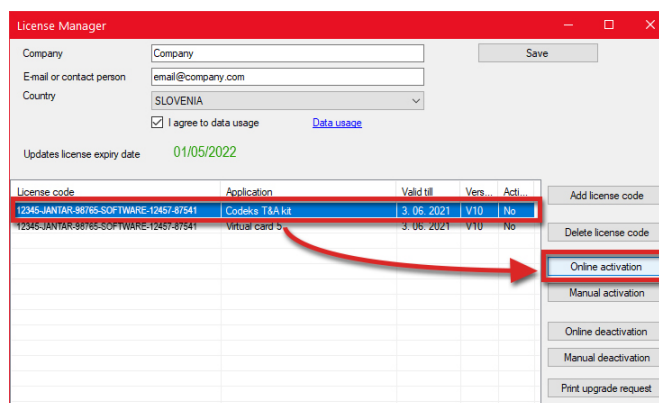 License Manager
Company Company Save
E-mail or contact person email@company.com
Country SLOVENIA
I agree to data usage Data usage
Updates license expiry date 01/05/2022
License code Application Valid till Vers... Acti... Add license code
12345-JANTAR-98765-SOFTWARE-12457-87541 Codeks T&A kit 3. 06. 2021 V10 No
12345-JANTAR-98765-SOFTWARE-12457-87541 Virtual card 5 3. 06. 2021 V10 No Delete license code
Online activation
Manual activation
Online deactivation
Manual deactivation
Print upgrade request